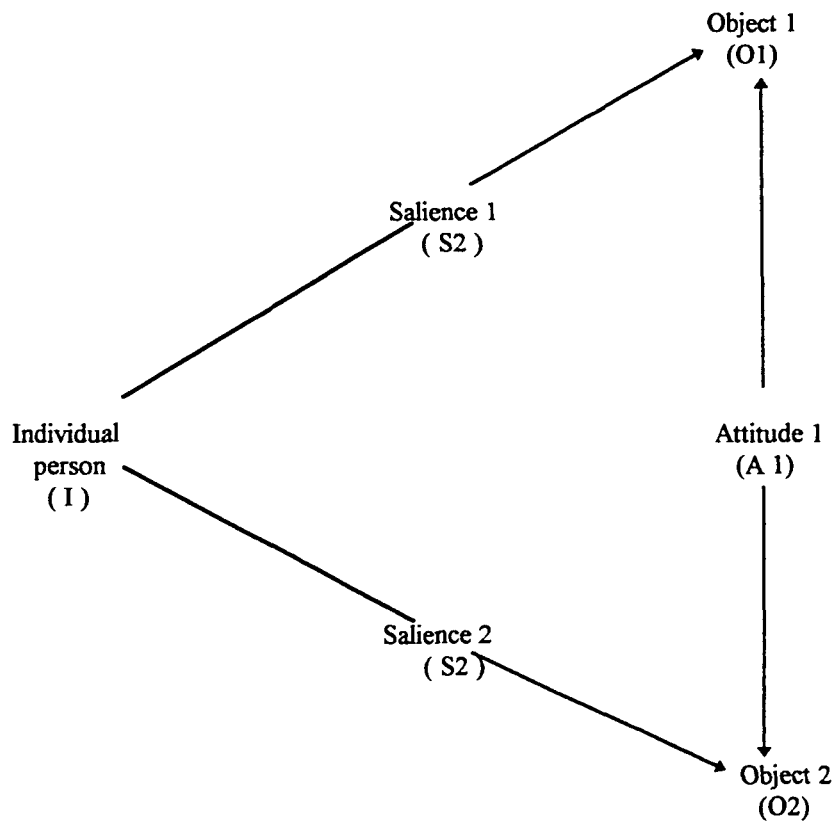 Object 1
(O1)
Salience 1
( S2 )
Individual
person
( I )
Attitude 1
(A 1)
Salience 2
( S2 )
Object 2
(O2)